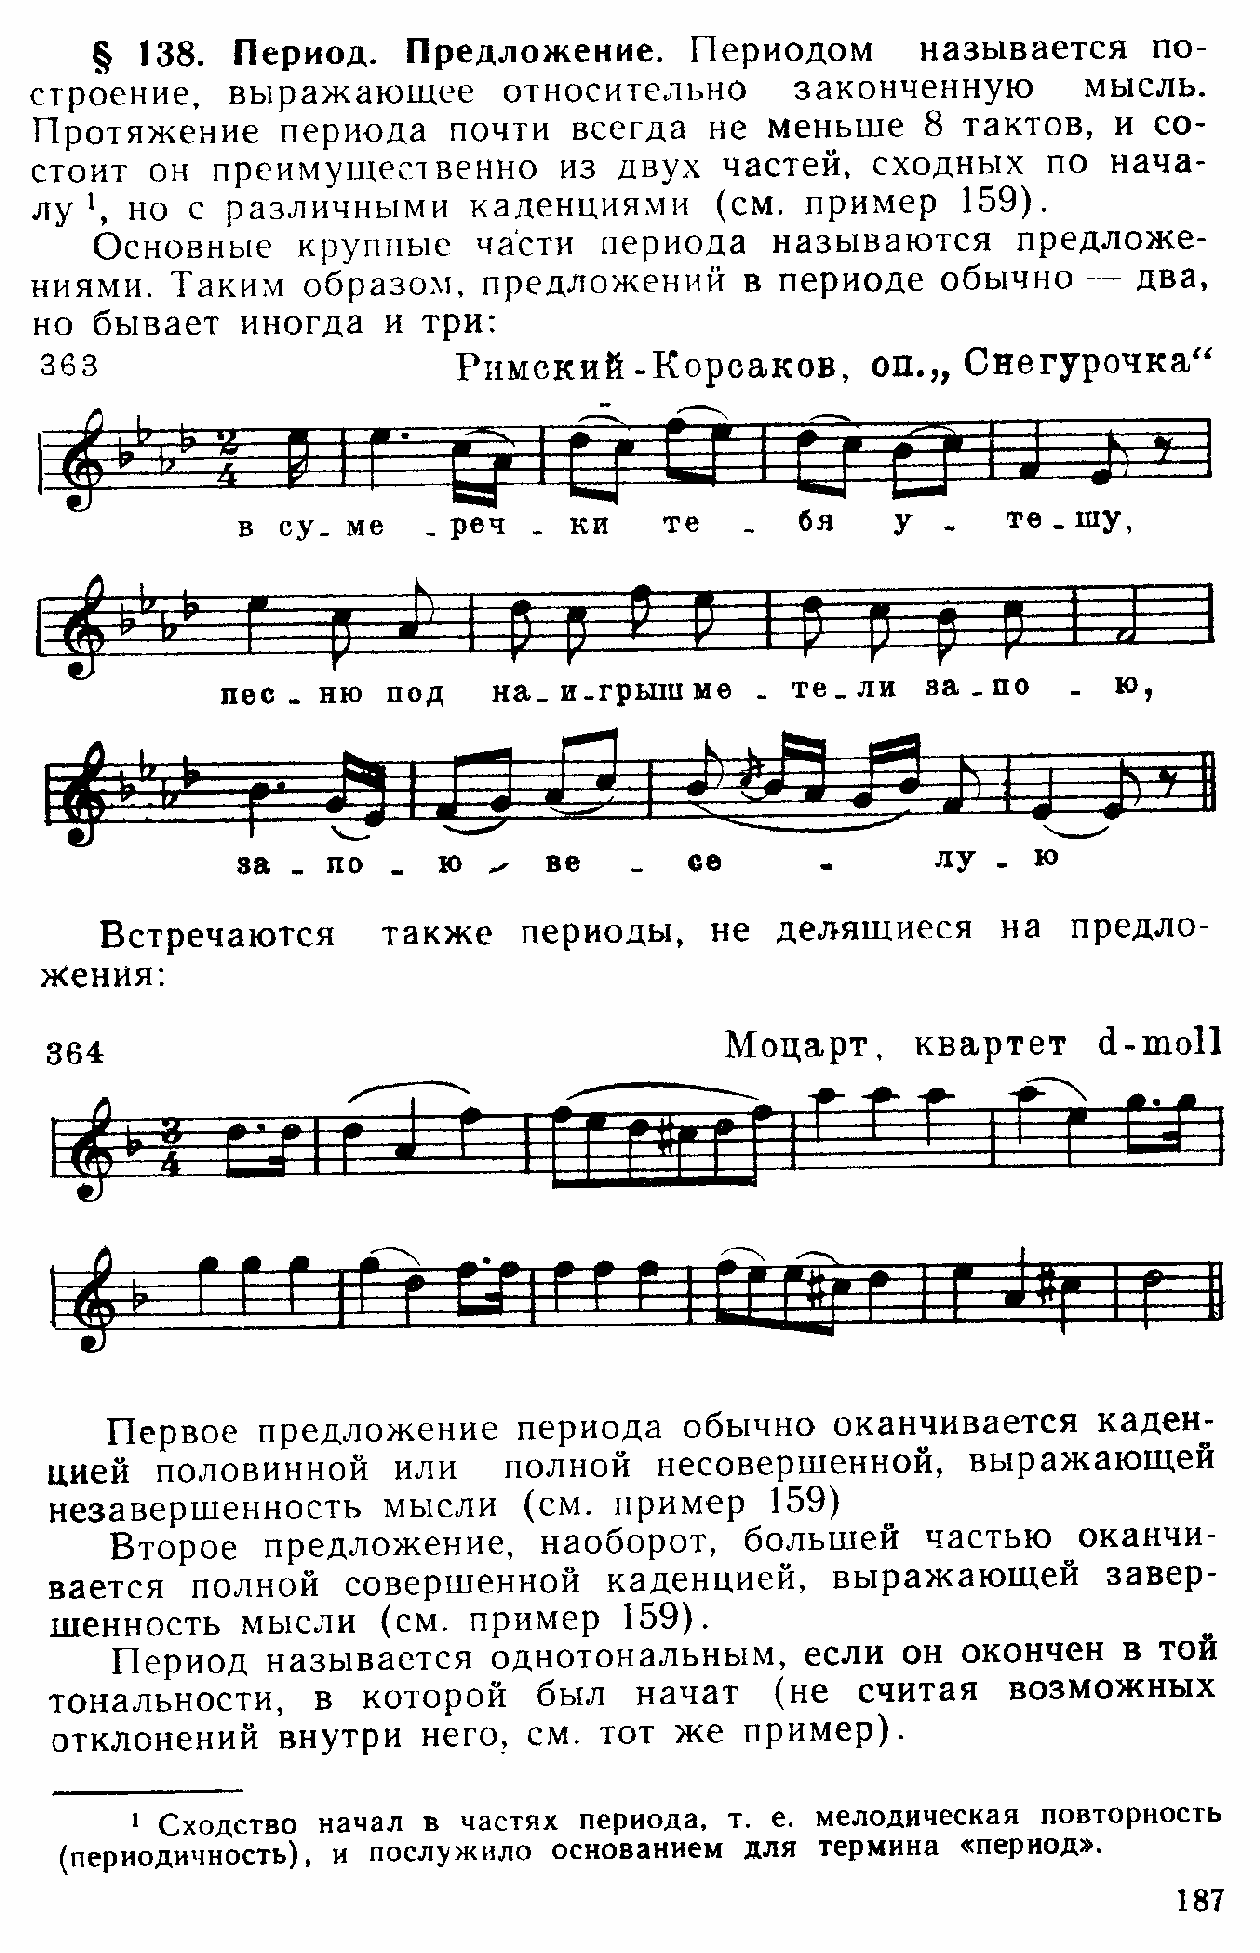 § 138. Период. Предложение. Периодом называется по-
строение, выражающее относительно законченную мысль.
Протяжение периода почти всегда не меньше 8 тактов, и со-
стоит он преимущественно из двух частей, сходных по нача-
лу ¹, но с различными каденциями (см. пример 159).
Основные крупные части периода называются предложе-
ниями. Таким образом, предложений в периоде обычно — два,
но бывает иногда и три:
363 Римский-Корсаков, оп.„Снегурочка“
2
4
в су- ме - реч - ки те - бя у - те - шу,
пес - ню под на- и-грыш ме - те- ли за - по - ю,
за - по - ю ве - се - лу - ю
Встречаются также периоды, не делящиеся на предло-
жения:
364 Моцарт, квартет d-moll
3
4
Первое предложение периода обычно оканчивается каден-
цией половинной или полной несовершенной, выражающей
незавершенность мысли (см. пример 159)
Второе предложение, наоборот, большей частью оканчи-
вается полной совершенной каденцией, выражающей завер-
шенность мысли (см. пример 159).
Период называется однотональным, если он окончен в той
тональности, в которой был начат (не считая возможных
отклонений внутри него, см. тот же пример).
¹ Сходство начал в частях периода, т. е. мелодическая повторность
(периодичность), и послужило основанием для термина «период».
187